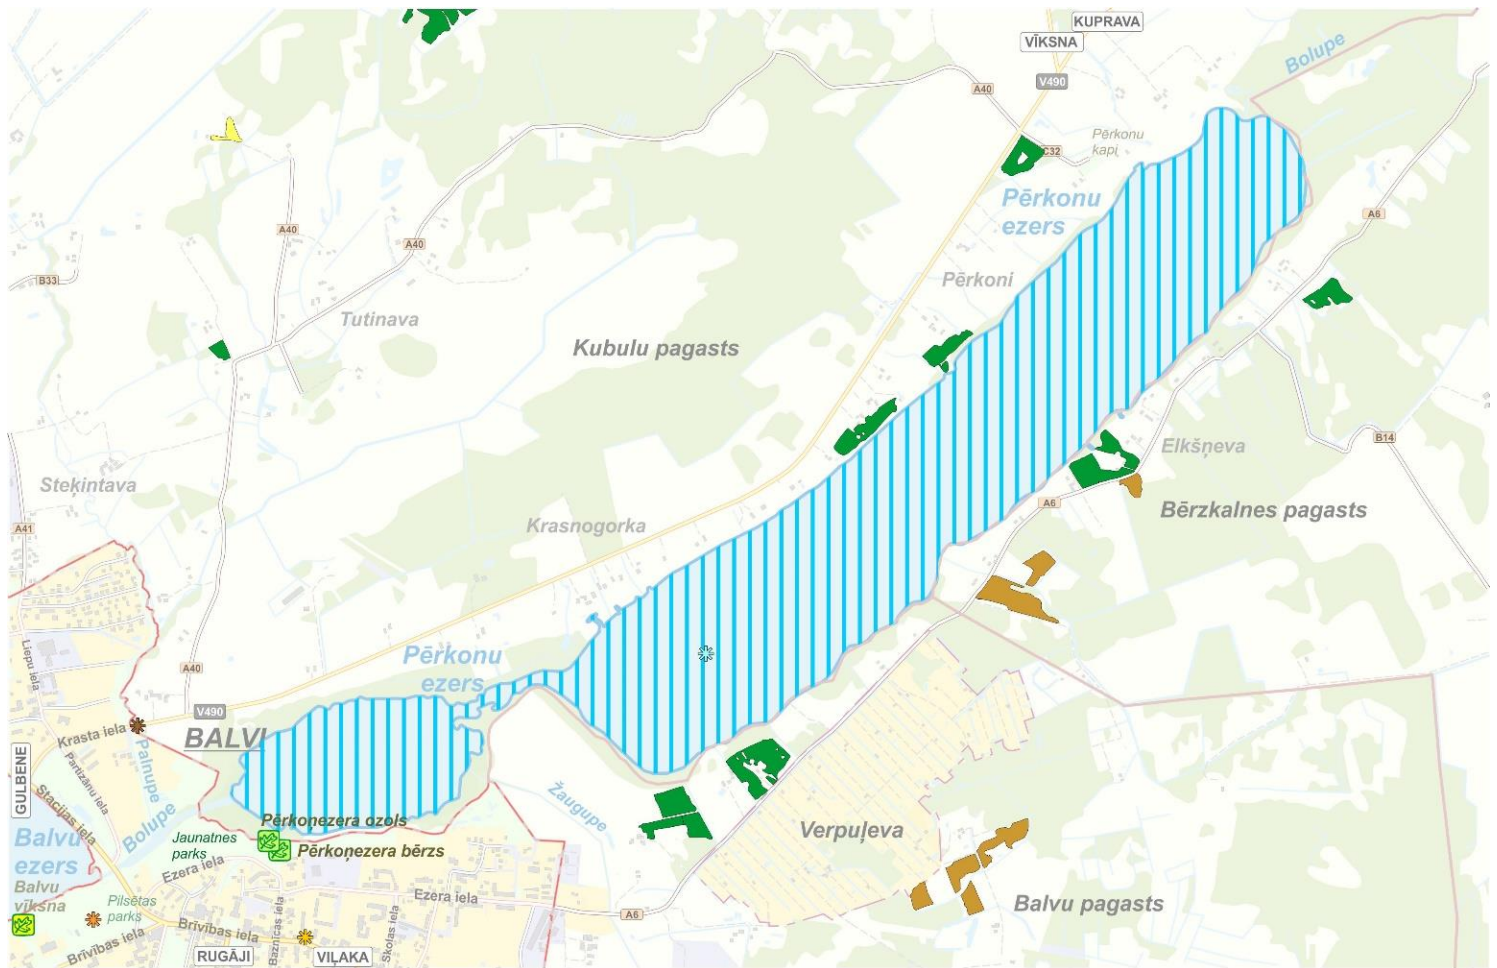 KUPRAVA
VĪKSNA
Bolupe
V490
A40
Pērkonu
kapi
C32
Pērkonu
ezers
A6
A40
A40
B33
Pērkoni
Tutinava
Kubulu pagasts
B14
Elkšņeva
Steķintava
A6
Bērzkalnes pagasts
Krasnogorka
A41
Liepu iela
Pērkonu
ezers
A40
V490
Krasta iela
BALVI
Partizānu iela
Palnupe
GULBENE
Stacijas iela
Bolupe
Žaugupe
Pērkoņezera ozols
Balvu
ezers
Jaunatnes
parks
Pērkoņezera bērzs
Verpuļeva
Ezera iela
Balvu
vīksna
Pilsētas
parks
Ezera iela
Baznīcas iela
Skolas iela
A6
Balvu pagasts
Brīvības iela
Brīvības iela
RUGĀJI
VIĻAKA